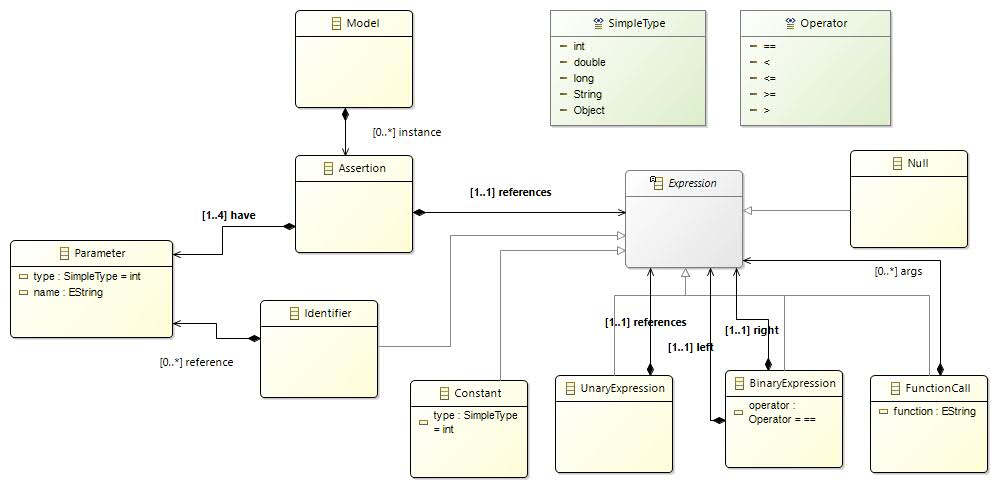 Model
SimpleType
int
double
long
String
Object
Operator
==
<
<=
>=
>
[0..*] instance
Assertion
[1..1] references
Expression
Null
[1..4] have
Parameter
type : SimpleType = int
name : EString
[0..*] args
Identifier
[0..*] reference
[1..1] references
[1..1] right
[1..1] left
Constant
type : SimpleType
= int
UnaryExpression
BinaryExpression
operator :
Operator = ==
FunctionCall
function : EString